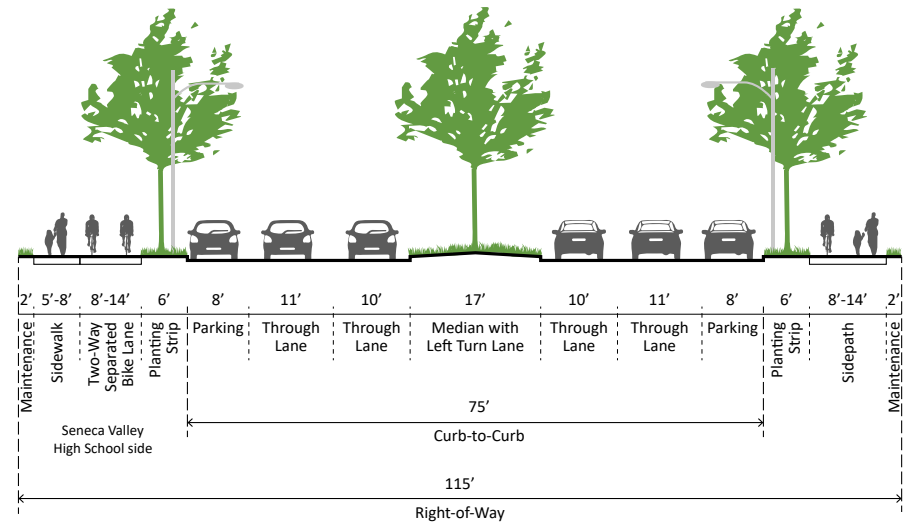 2’ 5’-8’ 8’-14’ 6’ 8’ 11’ 10’ 17’ 10’ 11’ 8’ 6’ 8’-14’ 2’
Maintenance
Sidewalk
Two-Way
Separated
Bike Lane
Planting
Strip
Parking
Through
Lane
Through
Lane
Median with
Left Turn Lane
Through
Lane
Through
Lane
Parking
Planting
Strip
Sidepath
Maintenance
75’
Curb-to-Curb
Seneca Valley
High School side
115’
Right-of-Way